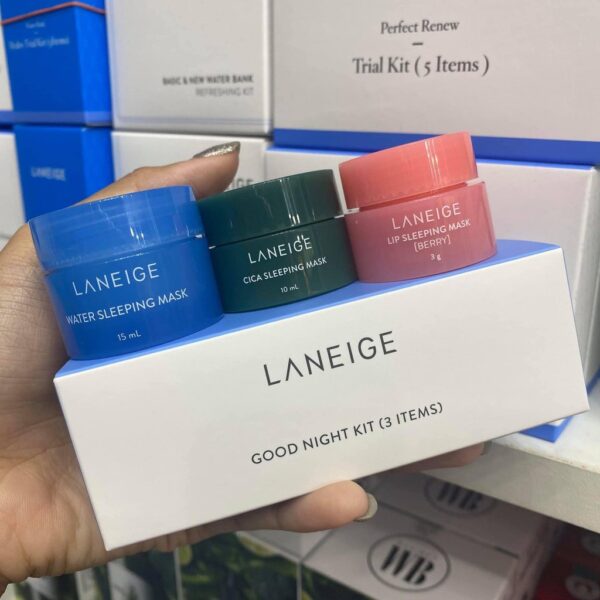 Perfect Renew
Trial Kit ( 5 Items )
BASIC & NEW WATER BANK
REFRESHING KIT
Trial Kit
LANEIGE
LANEIGE
WATER SLEEPING MASK
15 mL
LANEIGE
CICA SLEEPING MASK
10 mL
LANEIGE
LIP SLEEPING MASK
[BERRY]
3 g
LANEIGE
GOOD NIGHT KIT (3 ITEMS)
WB
WB